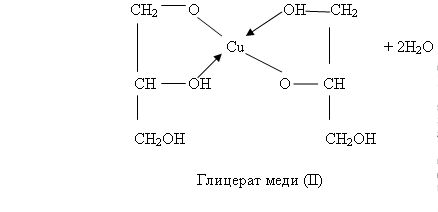 CH₂ O OH CH₂
Cu + 2H₂O
CH OH O CH
CH₂OH CH₂OH
Глицерат меди (II)